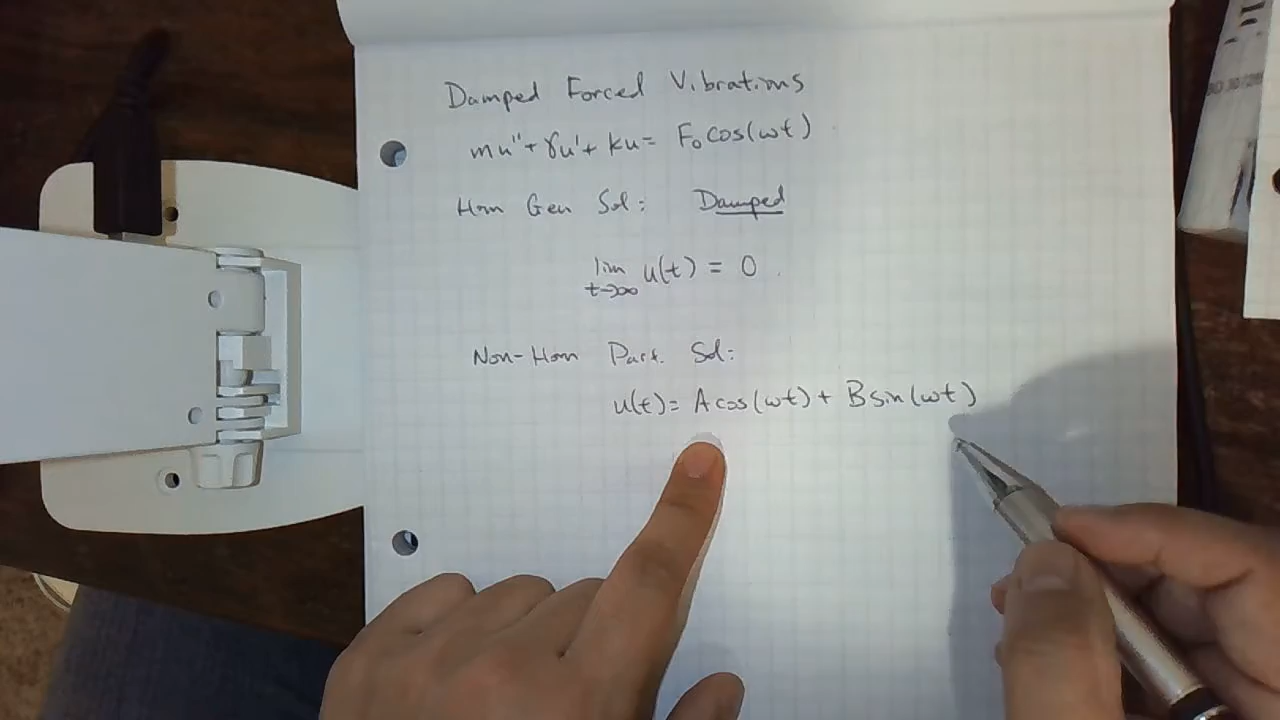 Damped Forced Vibrations
mu'' + γu' + ku = F₀cos(ωt)
Hom Gen Sol: Damped
lim u(t) = 0
t→∞
Non-Hom Part. Sol:
u(t) = A cos(ωt) + B sin(ωt)